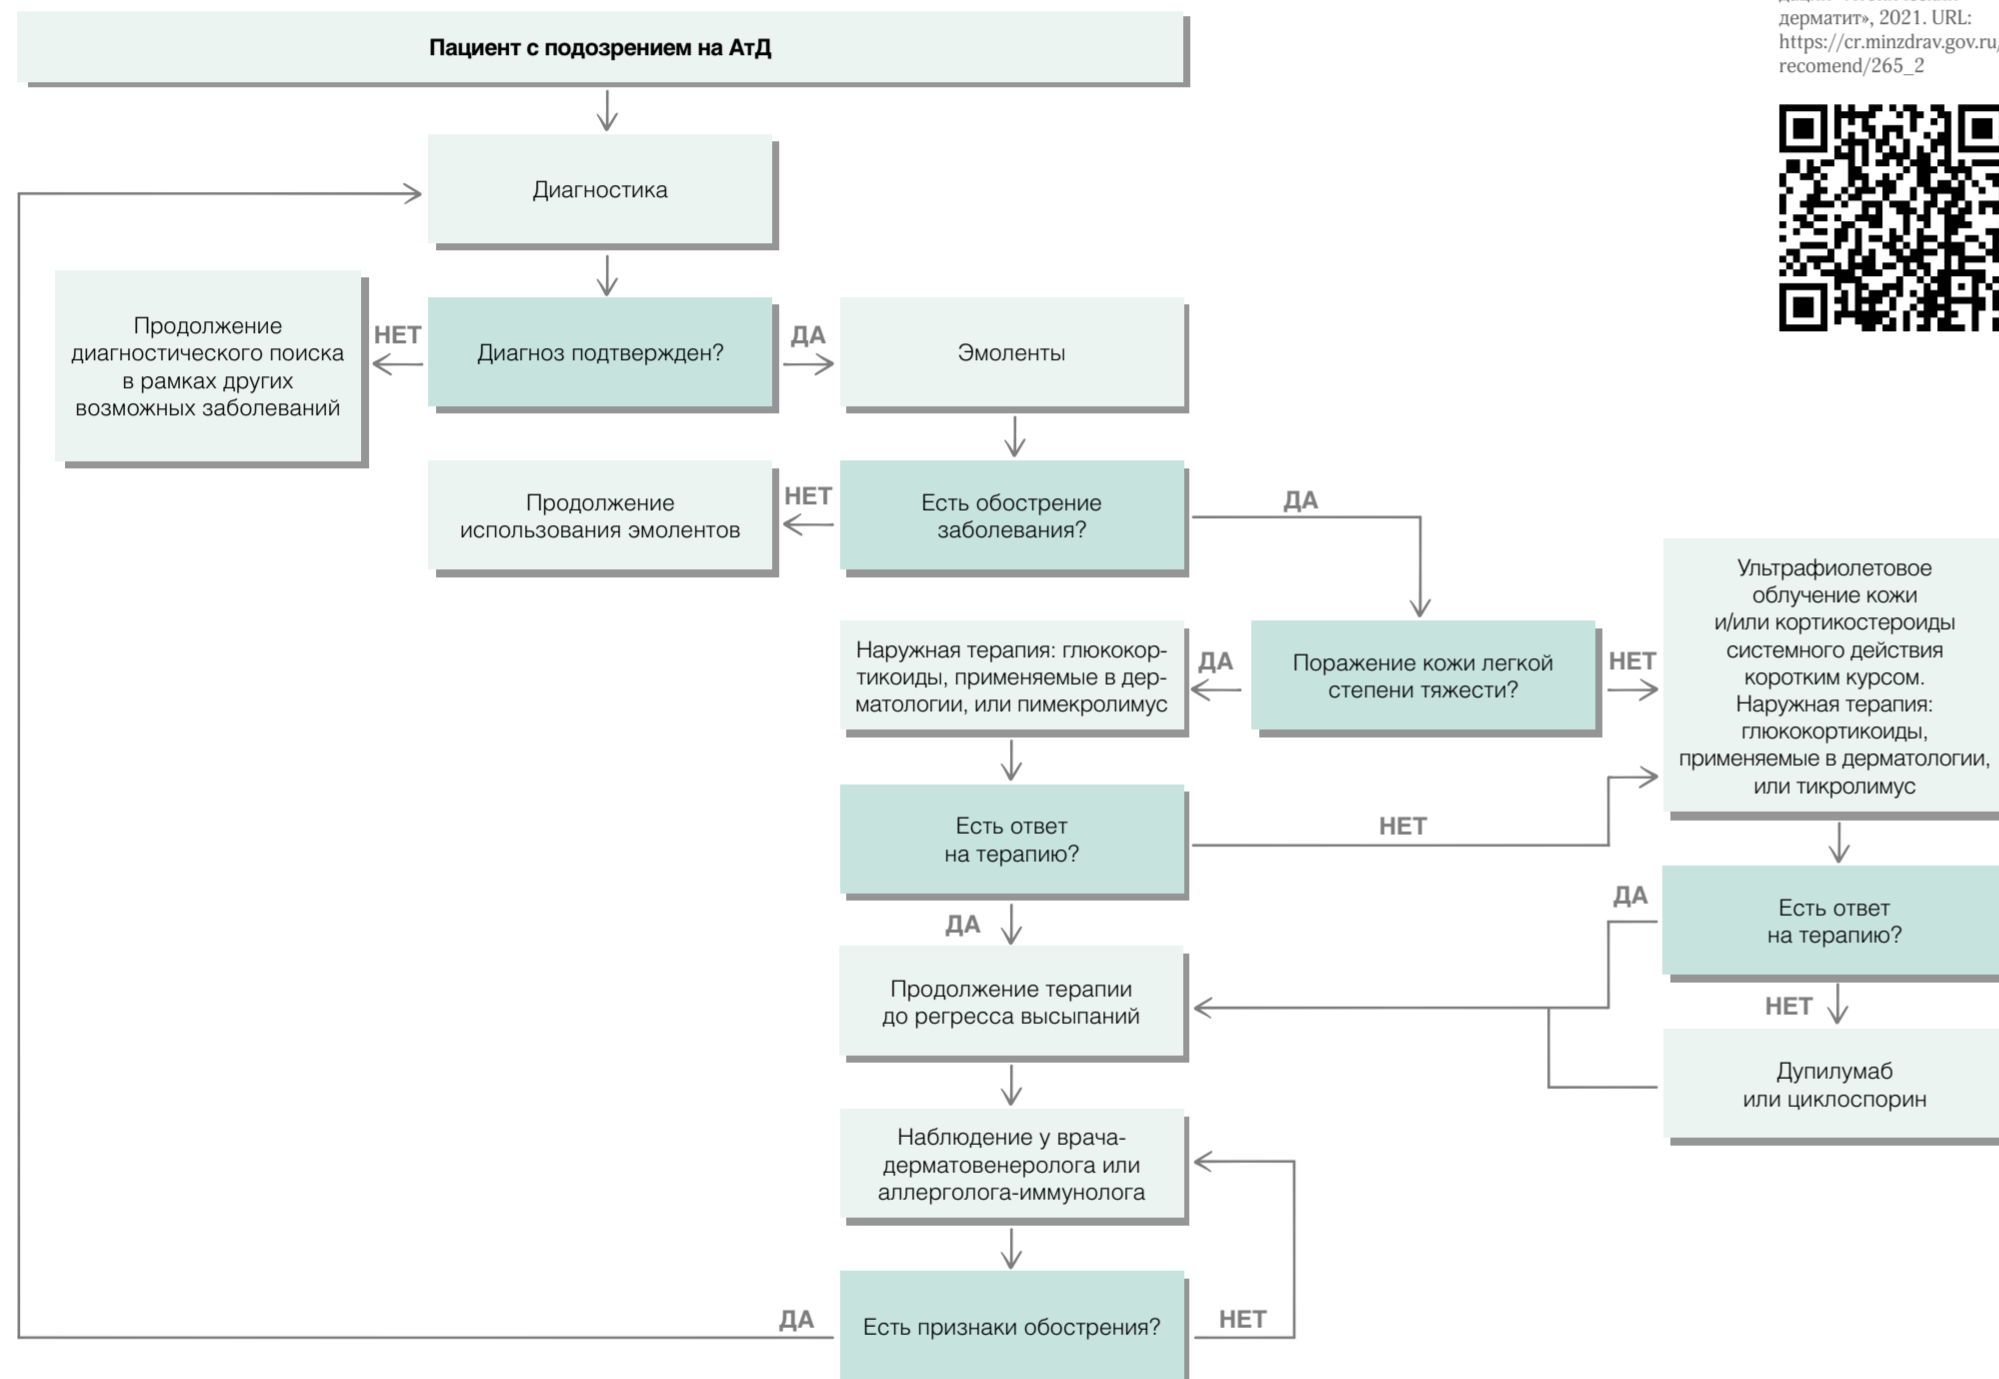 дерматит», 2021. URL:
https://cr.minzdrav.gov.ru/
recomend/265_2
Пациент с подозрением на АтД
Диагностика
Продолжение
диагностического поиска
в рамках других
возможных заболеваний
НЕТ
Диагноз подтвержден?
ДА
Эмоленты
Продолжение
использования эмолентов
НЕТ
Есть обострение
заболевания?
ДА
Наружная терапия: глюкокор-
тикоиды, применяемые в дер-
матологии, или пимекролимус
ДА
Поражение кожи легкой
степени тяжести?
НЕТ
Ультрафиолетовое
облучение кожи
и/или кортикостероиды
системного действия
коротким курсом.
Наружная терапия:
глюкокортикоиды,
применяемые в дерматологии,
или тикролимус
Есть ответ
на терапию?
НЕТ
ДА
Есть ответ
на терапию?
ДА
НЕТ
Продолжение терапии
до регресса высыпаний
Дупилумаб
или циклоспорин
Наблюдение у врача-
дерматовенеролога или
аллерголога-иммунолога
ДА
Есть признаки обострения?
НЕТ